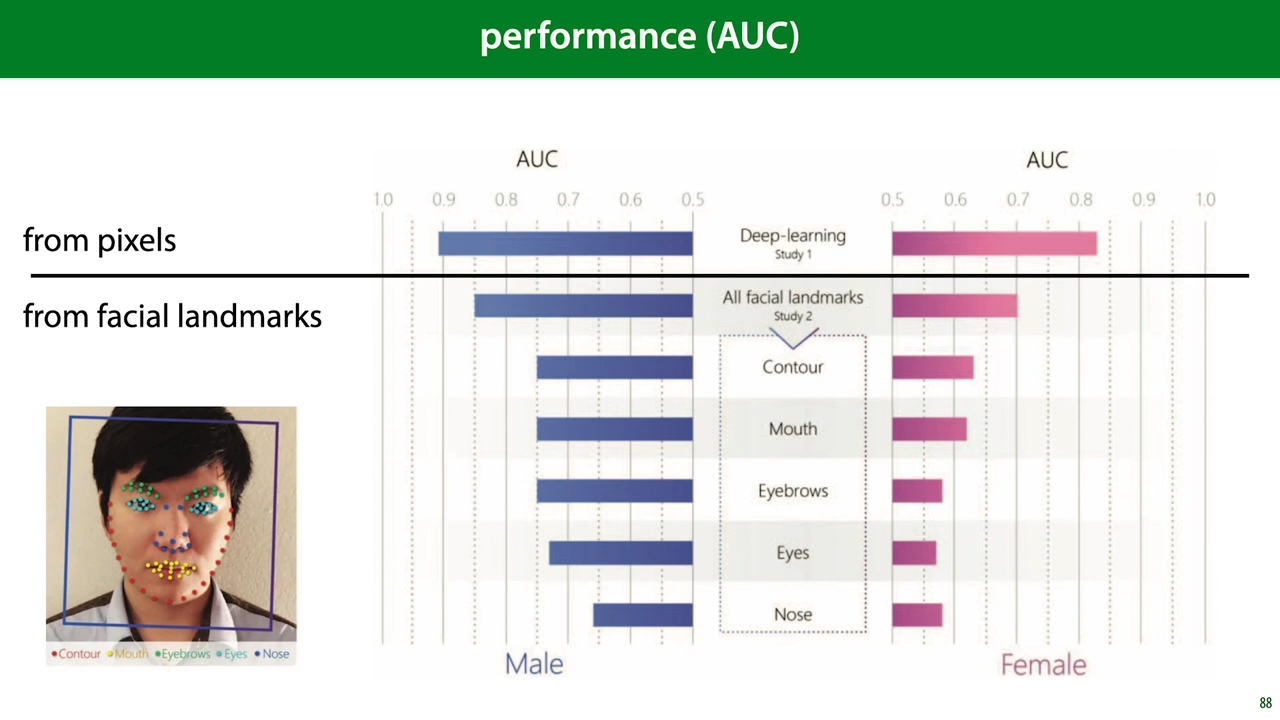 performance (AUC)
AUC
AUC
1.0 0.9 0.8 0.7 0.6 0.5
0.5 0.6 0.7 0.8 0.9 1.0
from pixels
Deep-learning
Study 1
from facial landmarks
All facial landmarks
Study 2
Contour
Mouth
Eyebrows
Eyes
Nose
Contour Mouth Eyebrows Eyes Nose
Male
Female
88